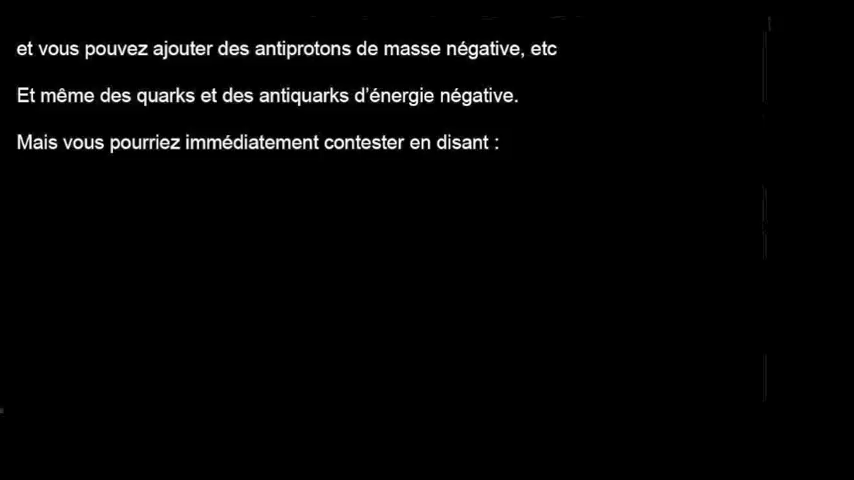 et vous pouvez ajouter des antiprotons de masse négative, etc
Et même des quarks et des antiquarks d’énergie négative.
Mais vous pourriez immédiatement contester en disant :